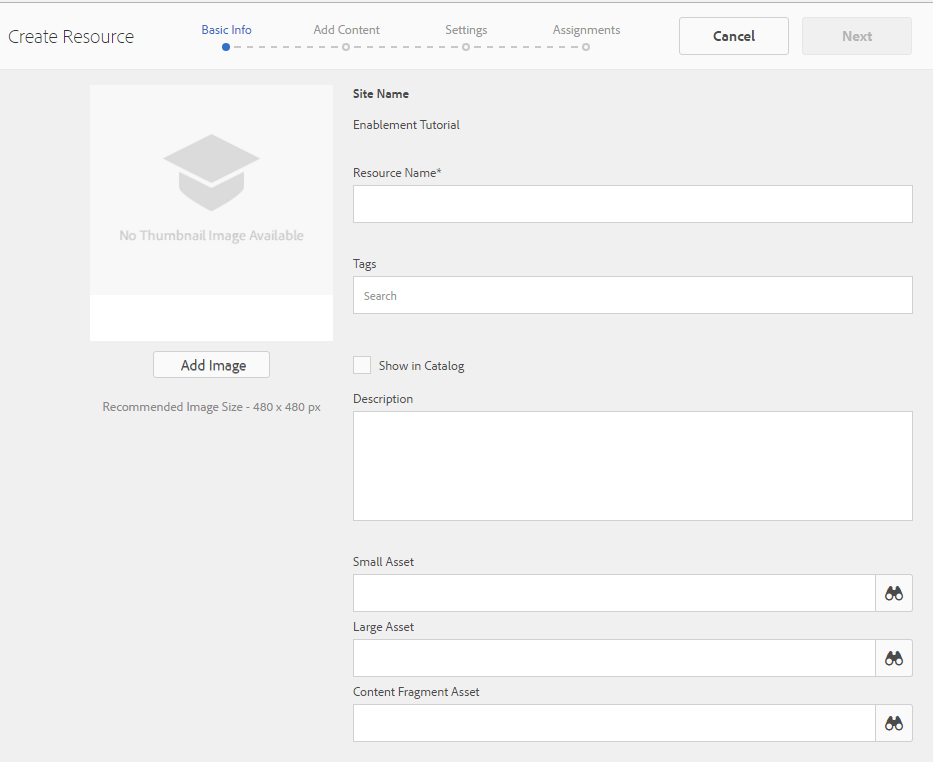 Create Resource
Basic Info
Add Content
Settings
Assignments
Cancel
Next
No Thumbnail Image Available
Add Image
Recommended Image Size - 480 x 480 px
Site Name
Enablement Tutorial
Resource Name*
Tags
Search
Show in Catalog
Description
Small Asset
Large Asset
Content Fragment Asset